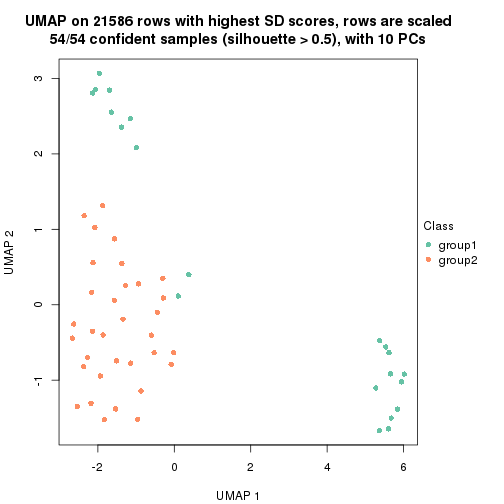 UMAP on 21586 rows with highest SD scores, rows are scaled
54/54 confident samples (silhouette > 0.5), with 10 PCs
3
2
1
0
-1
UMAP 2
-2
0
2
4
6
UMAP 1
Class
group1
group2